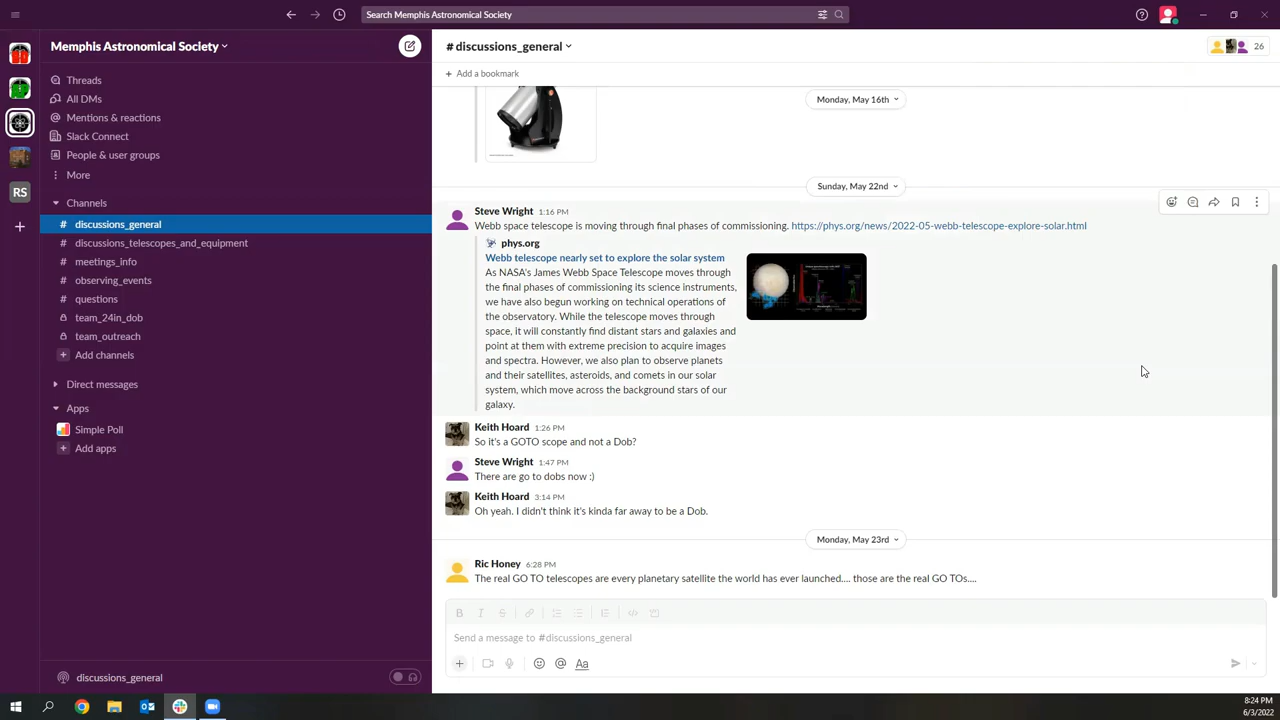 Search Memphis Astronomical Society
Memphis Astronomical Society
# discussions_general
26
Add a bookmark
Threads
All DMs
Mentions & reactions
Slack Connect
People & user groups
More
RS
Channels
# discussions_general
# discussions_telescopes_and_equipment
# meetings_info
# observing_events
# questions
team_24in_dob
team_outreach
Add channels
Direct messages
Apps
Simple Poll
Add apps
discussions_general
Monday, May 16th
Sunday, May 22nd
Steve Wright 1:16 PM
Webb space telescope is moving through final phases of commissioning. https://phys.org/news/2022-05-webb-telescope-explore-solar.html
phys.org
Webb telescope nearly set to explore the solar system
As NASA's James Webb Space Telescope moves through
the final phases of commissioning its science instruments,
we have also begun working on technical operations of
the observatory. While the telescope moves through
space, it will constantly find distant stars and galaxies and
point at them with extreme precision to acquire images
and spectra. However, we also plan to observe planets
and their satellites, asteroids, and comets in our solar
system, which move across the background stars of our
galaxy.
Keith Hoard 1:26 PM
So it's a GOTO scope and not a Dob?
Steve Wright 1:47 PM
There are go to dobs now :)
Keith Hoard 3:14 PM
Oh yeah. I didn't think it's kinda far away to be a Dob.
Monday, May 23rd
Ric Honey 6:28 PM
The real GO TO telescopes are every planetary satellite the world has ever launched.... those are the real GO TOs....
B I S
Send a message to #discussions_general
@ Aa
8:24 PM
6/3/2022